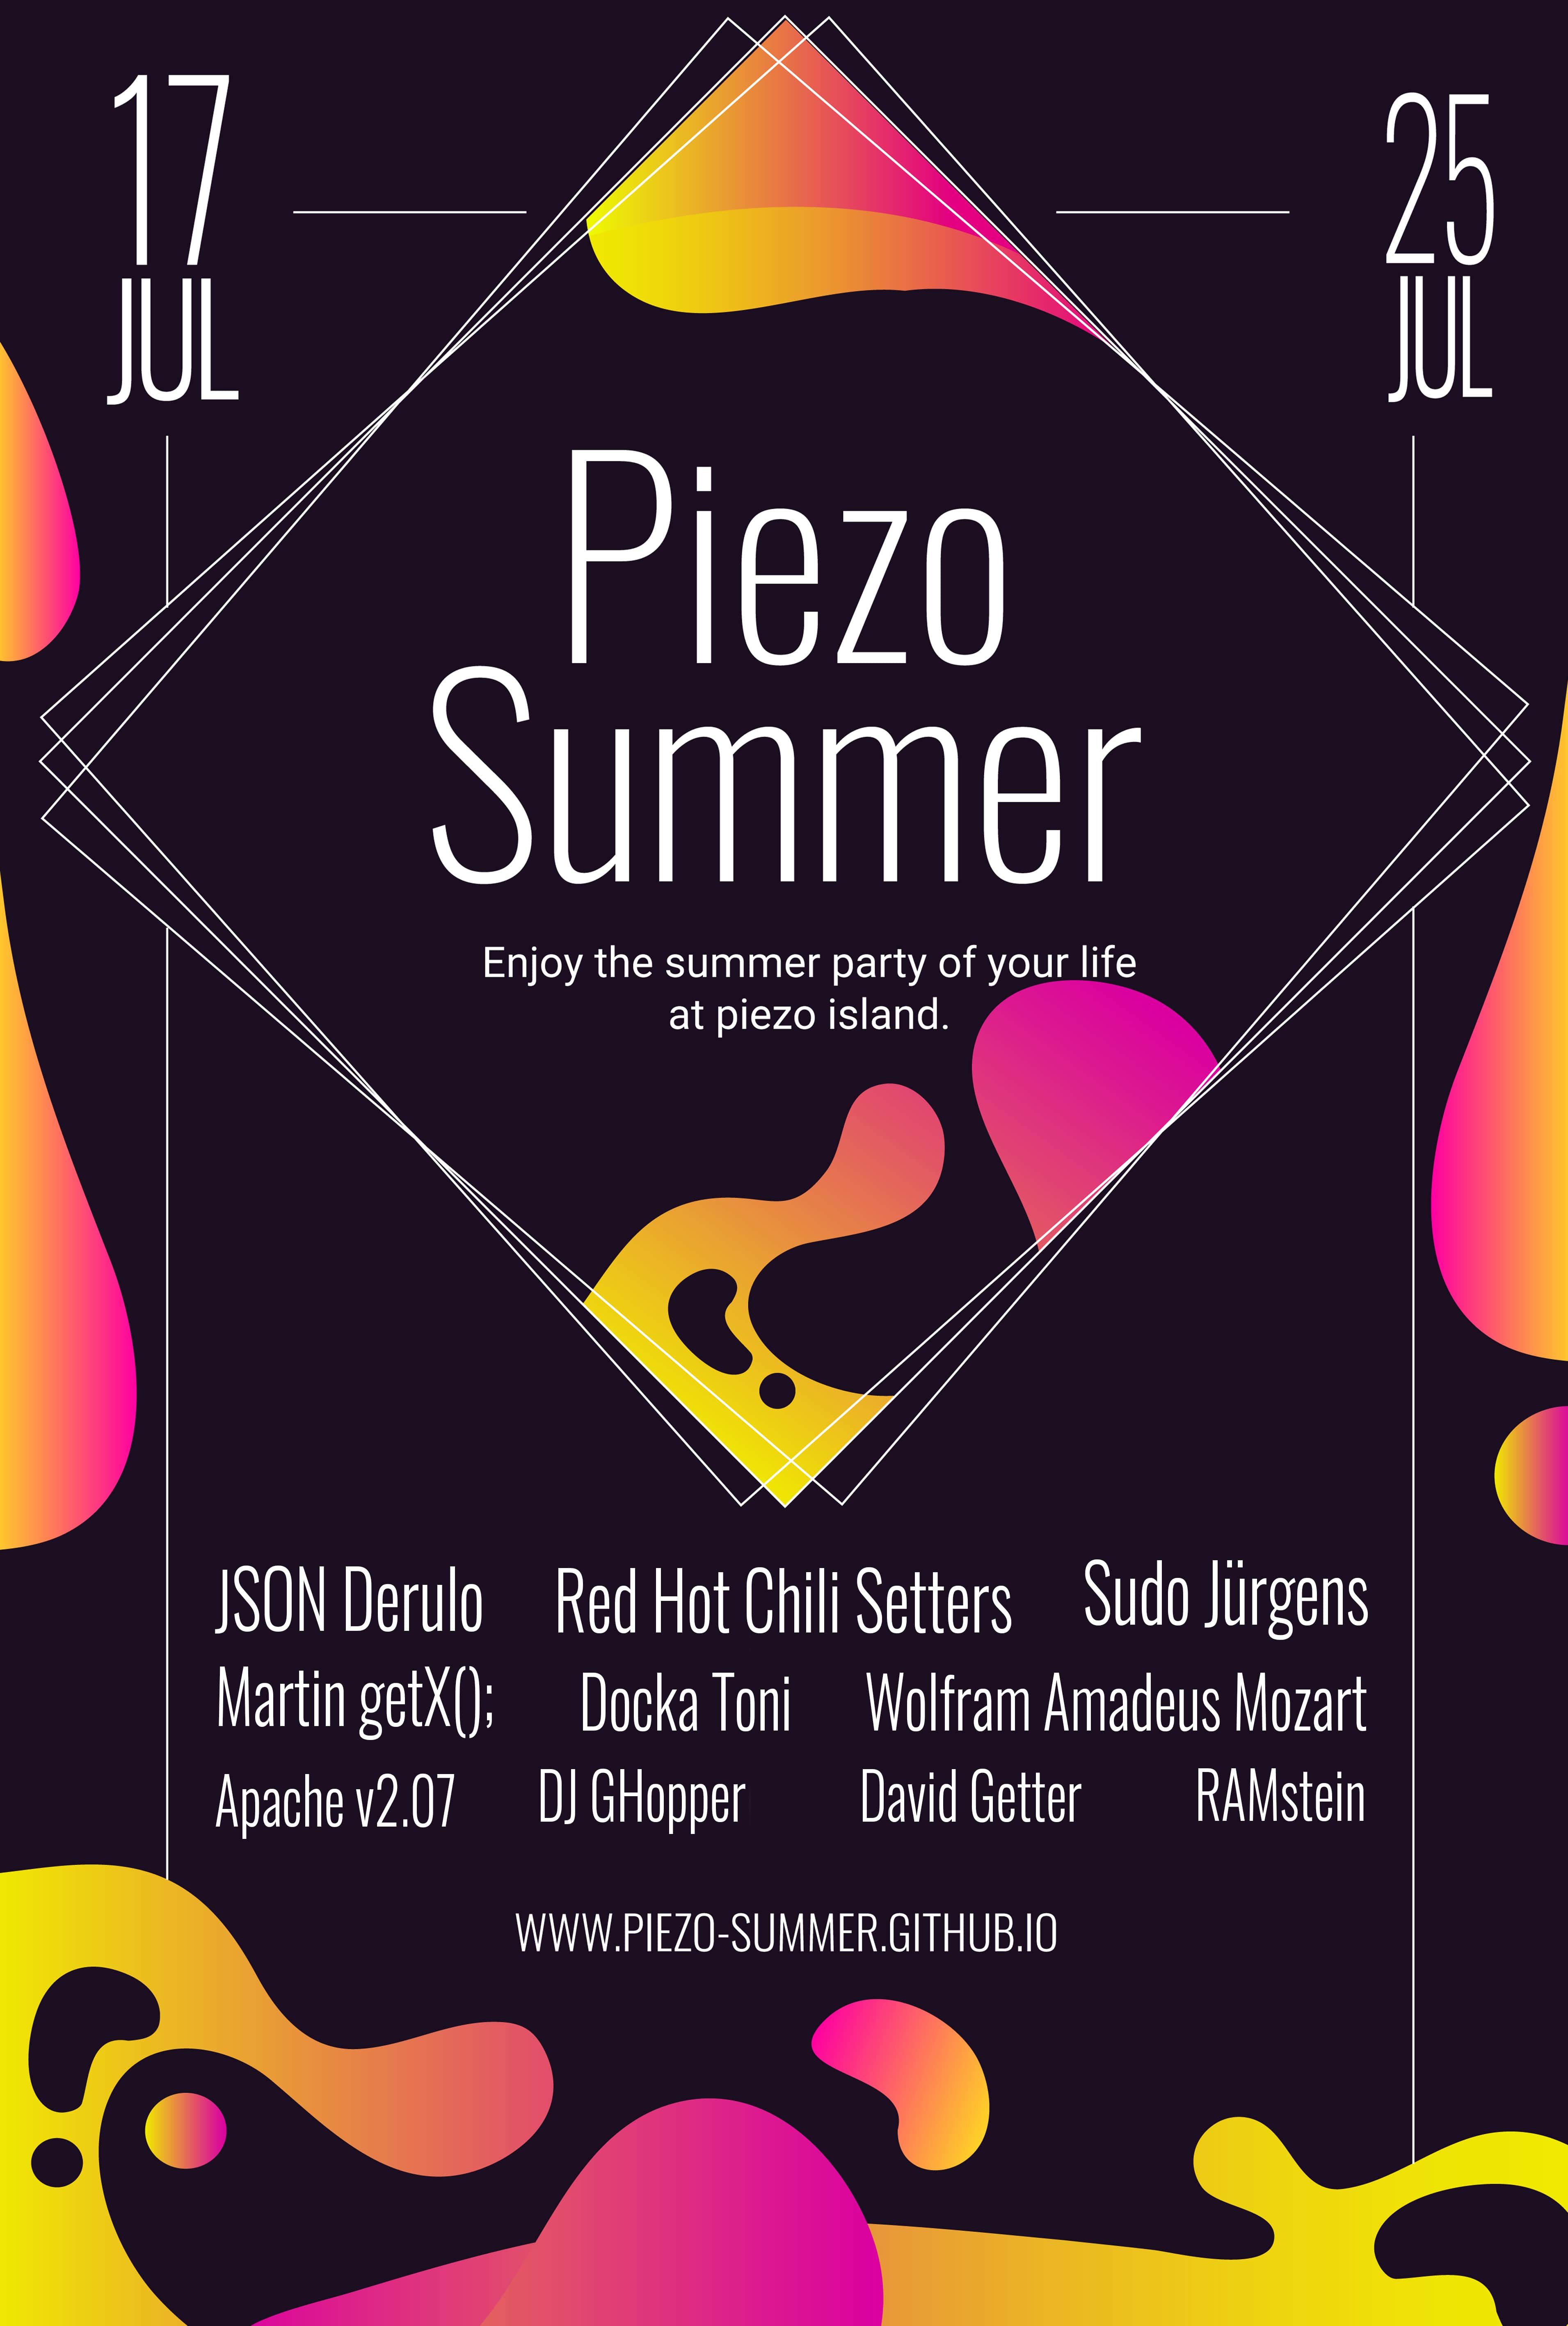 17
JUL
25
JUL
Piezo
Summer
Enjoy the summer party of your life
at piezo island.
JSON Derulo Red Hot Chili Setters Sudo Jürgens
Martin getX(); Docka Toni Wolfram Amadeus Mozart
Apache v2.07 DJ GHopper David Getter RAMstein
WWW.PIEZO-SUMMER.GITHUB.IO